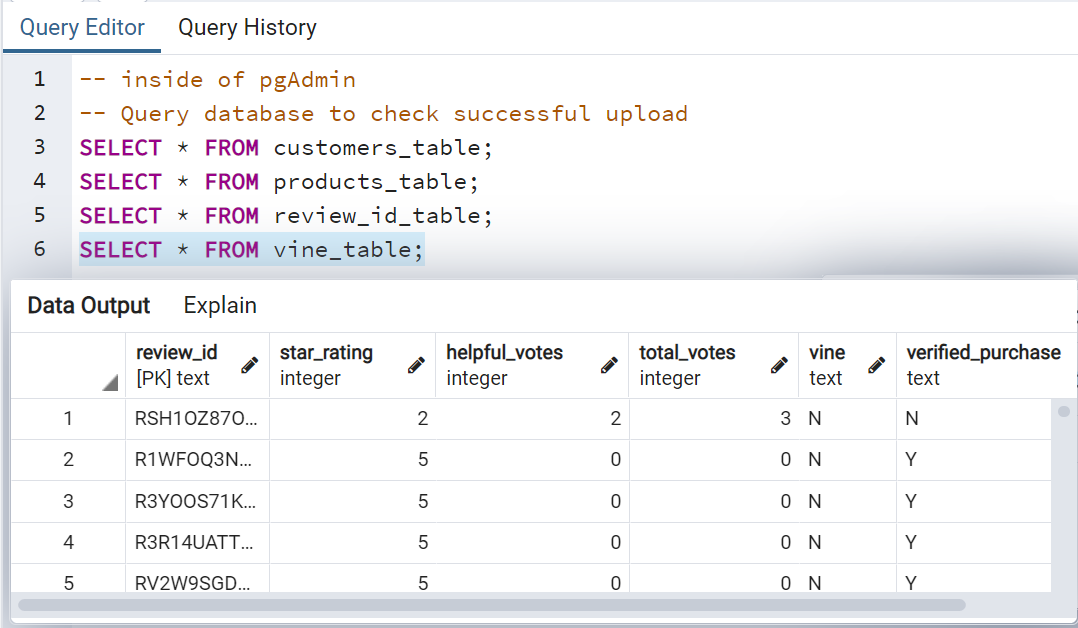 Query Editor Query History
1 -- inside of pgAdmin
2 -- Query database to check successful upload
3 SELECT * FROM customers_table;
4 SELECT * FROM products_table;
5 SELECT * FROM review_id_table;
6 SELECT * FROM vine_table;
Data Output Explain
review_id star_rating helpful_votes total_votes vine verified_purchase
[PK] text integer integer integer text text
1 RSH1OZ87O... 2 2 3 N N
2 R1WFOQ3N... 5 0 0 N Y
3 R3YOOS71K... 5 0 0 N Y
4 R3R14UATT... 5 0 0 N Y
5 RV2W9SGD... 5 0 0 N Y